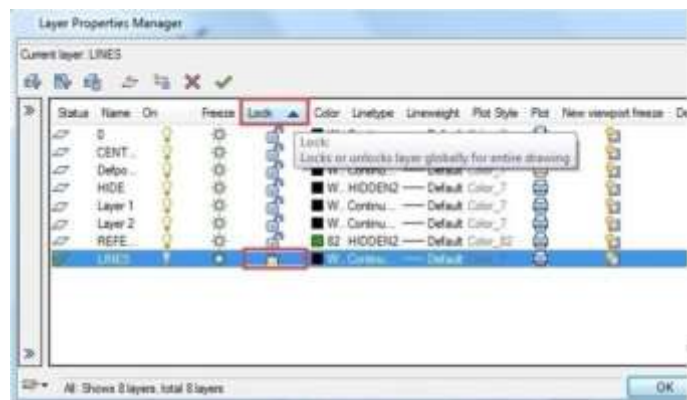 Layer Properties Manager
Current layer: LINES
Status Name On Freeze Lock Color Linetype Lineweight Plot Style Plot New viewport freeze De
0
Lock:
Locks or unlocks layer globally for entire drawing
CENT...
Defpo...
HIDE W.. HIDDEN2 Default Color_7
Layer 1 W.. Continu... Default Color_7
Layer 2 W.. Continu... Default Color_7
REFE... 82 HIDDEN2 Default Color_82
LINES W.. Continu... Default
All: Shows 8 layers, total 8 layers
OK